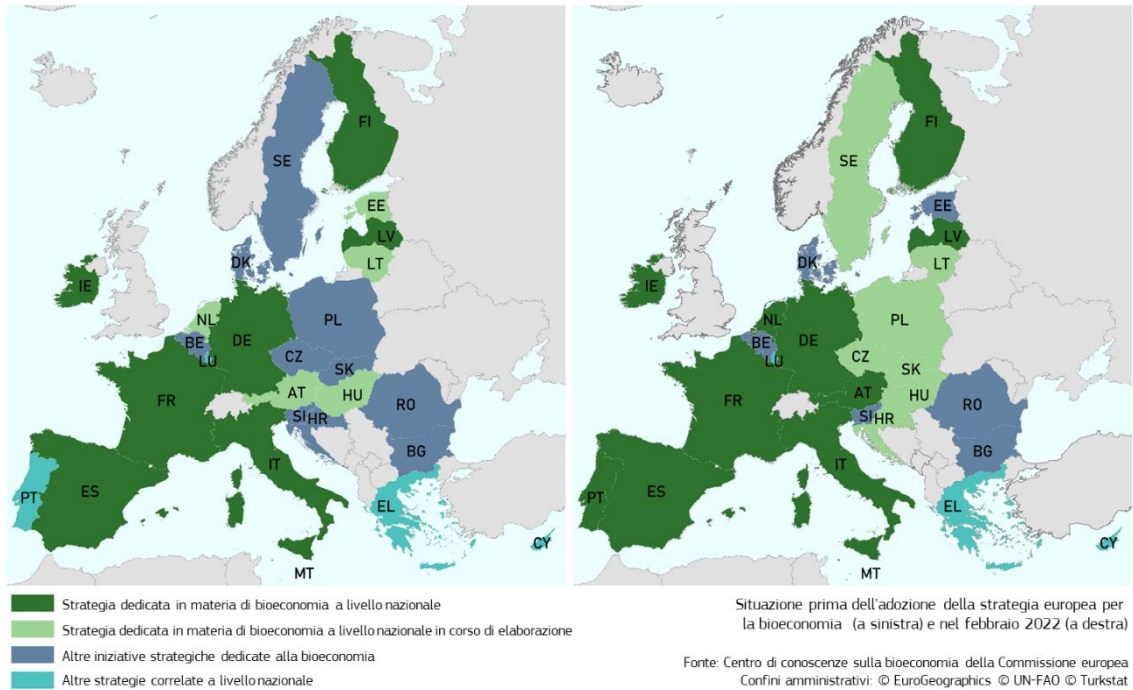 FI
SE
EE
LV
LT
DK
IE
NL
BE
LU
DE
PL
CZ
SK
AT
HU
FR
SI
HR
RO
BG
IT
PT
ES
EL
CY
MT
FI
SE
EE
LV
LT
DK
IE
NL
BE
LU
DE
PL
CZ
SK
AT
HU
FR
SI
HR
RO
BG
IT
PT
ES
EL
CY
MT
Strategia dedicata in materia di bioeconomia a livello nazionale
Strategia dedicata in materia di bioeconomia a livello nazionale in corso di elaborazione
Altre iniziative strategiche dedicate alla bioeconomia
Altre strategie correlate a livello nazionale
Situazione prima dell'adozione della strategia europea per
la bioeconomia (a sinistra) e nel febbraio 2022 (a destra)
Fonte: Centro di conoscenze sulla bioeconomia della Commissione europea
Confini amministrativi: © EuroGeographics © UN-FAO © Turkstat